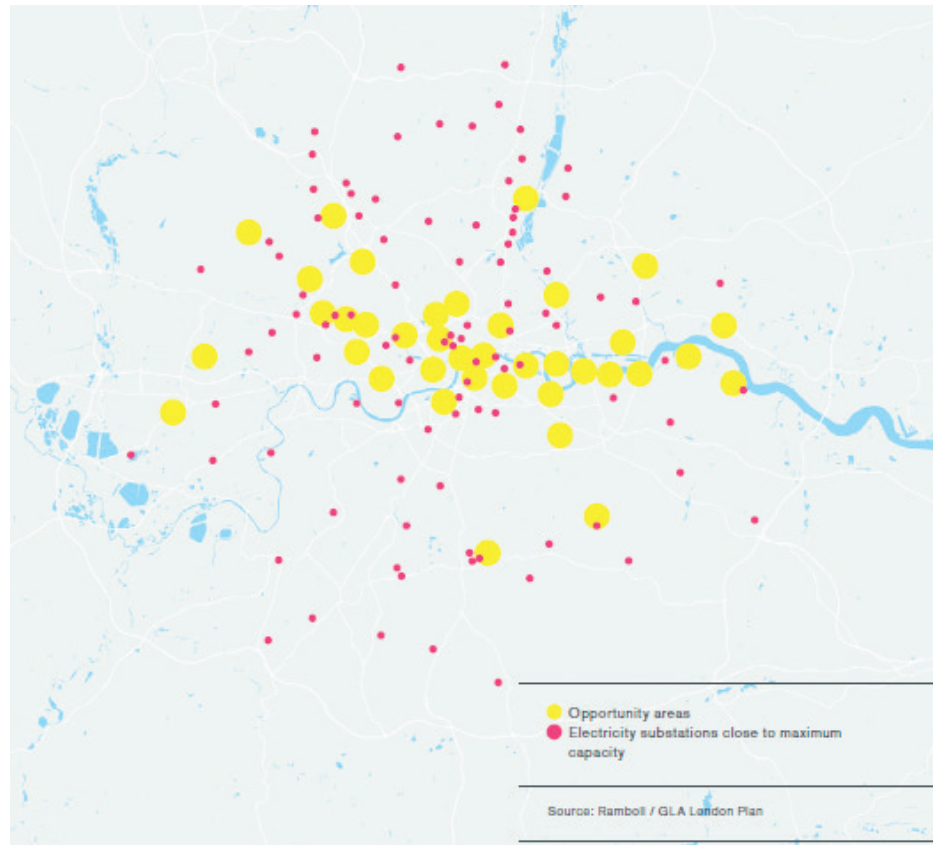 Opportunity areas
Electricity substations close to maximum
capacity
Source: Ramboll / GLA London Plan